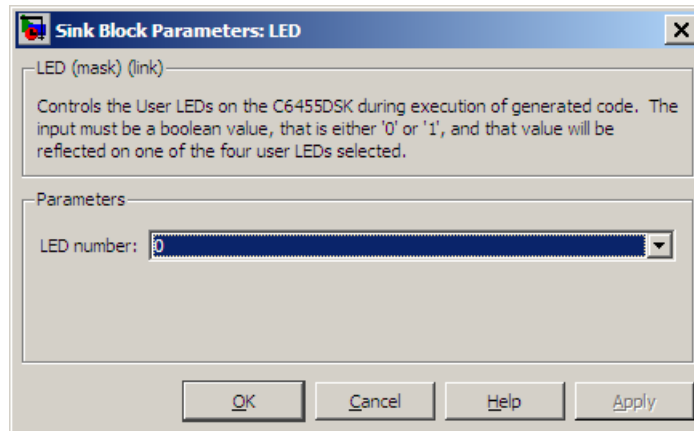 Sink Block Parameters: LED
LED (mask) (link)
Controls the User LEDs on the C6455DSK during execution of generated code. The
input must be a boolean value, that is either '0' or '1', and that value will be
reflected on one of the four user LEDs selected.
Parameters
LED number: 0
OK Cancel Help Apply